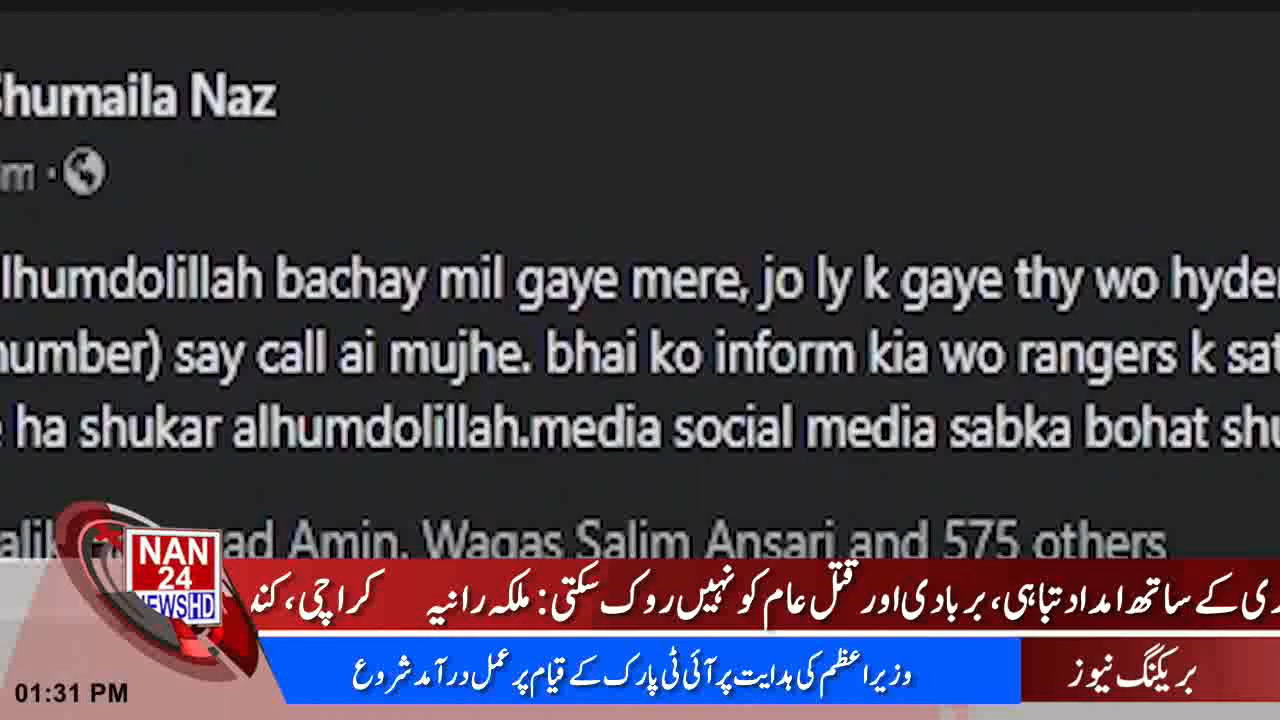 Shumaila Naz
m ·
lhumdolillah bachay mil gaye mere, jo ly k gaye thy wo hyde
number) say call ai mujhe. bhai ko inform kia wo rangers k sat
e ha shukar alhumdolillah.media social media sabka bohat shu
ad Amin, Waqas Salim Ansari and 575 others
NAN
24
NEWSHD
ری کے ساتھ امداد تباہی، بربادی اور قتل عام کو نہیں روک سکتی: ملکہ رانیہ کراچی، کند
وزیراعظم کی ہدایت پر آئی ٹی پارک کے قیام پر عمل درآمد شروع
بریکنگ نیوز
01:31 PM